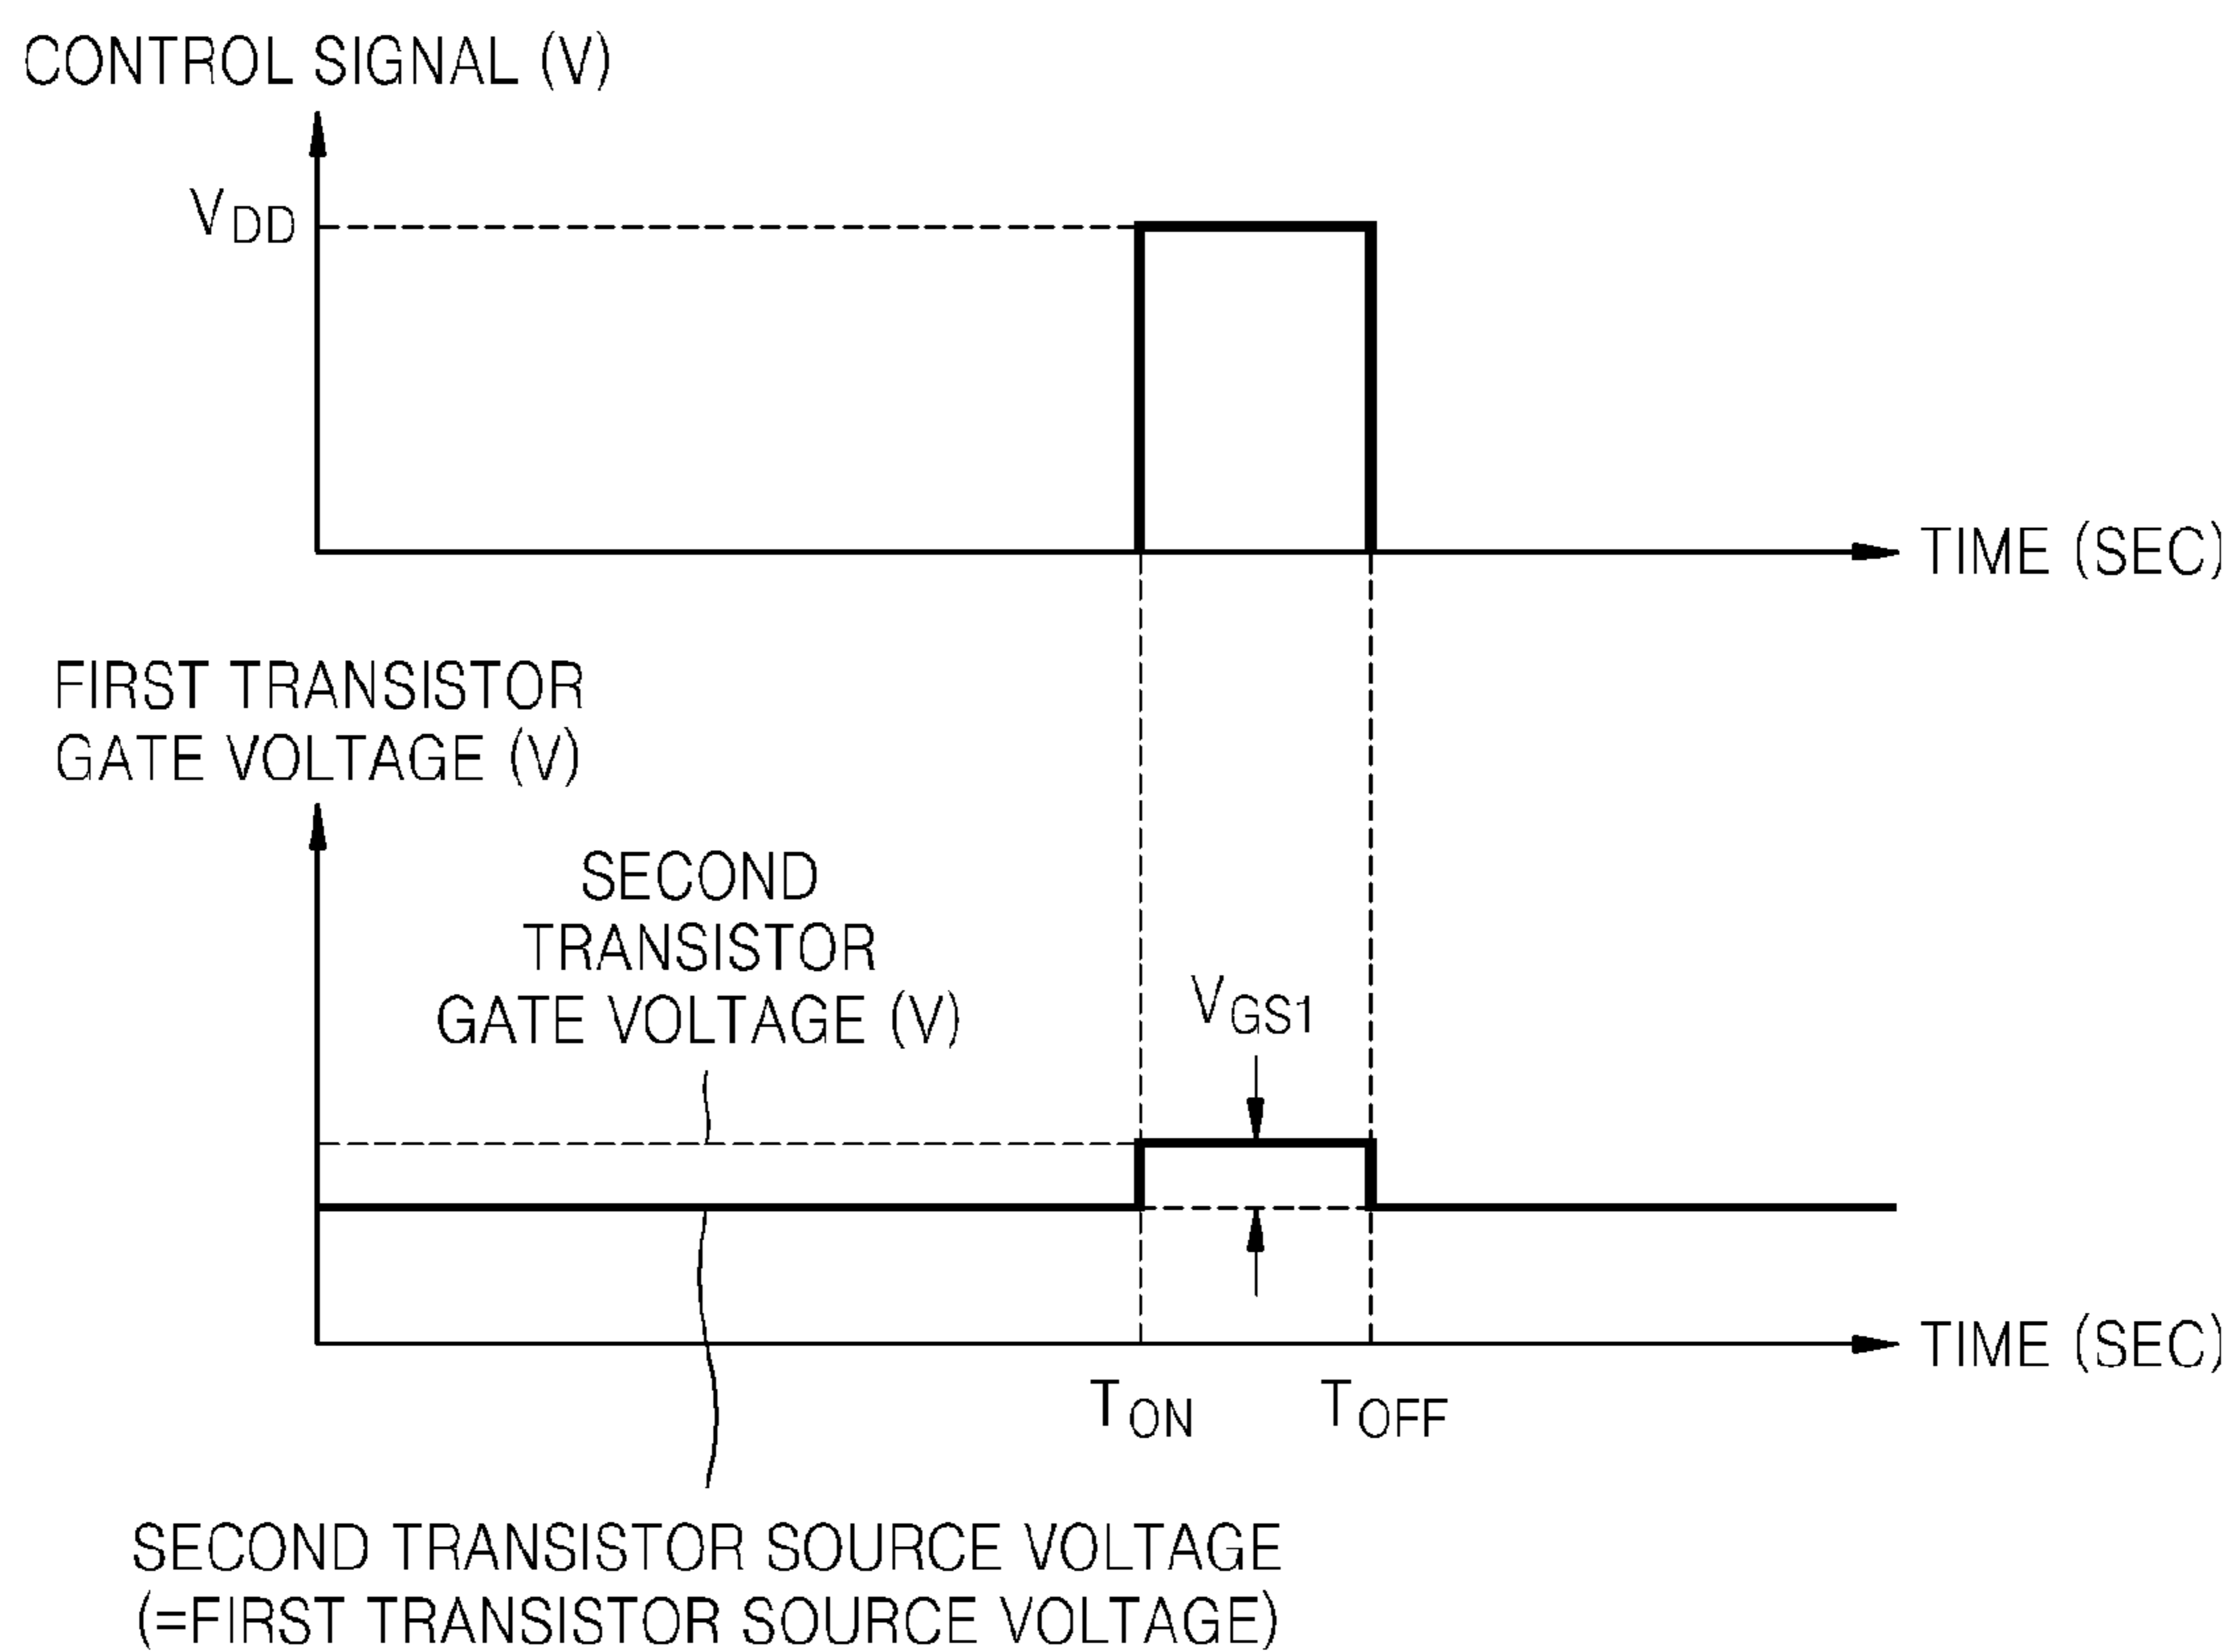 CONTROL SIGNAL (V)
VDD
TIME (SEC)
FIRST TRANSISTOR
GATE VOLTAGE (V)
SECOND
TRANSISTOR
GATE VOLTAGE (V)
VGS1
TIME (SEC)
TON
TOFF
SECOND TRANSISTOR SOURCE VOLTAGE
(=FIRST TRANSISTOR SOURCE VOLTAGE)